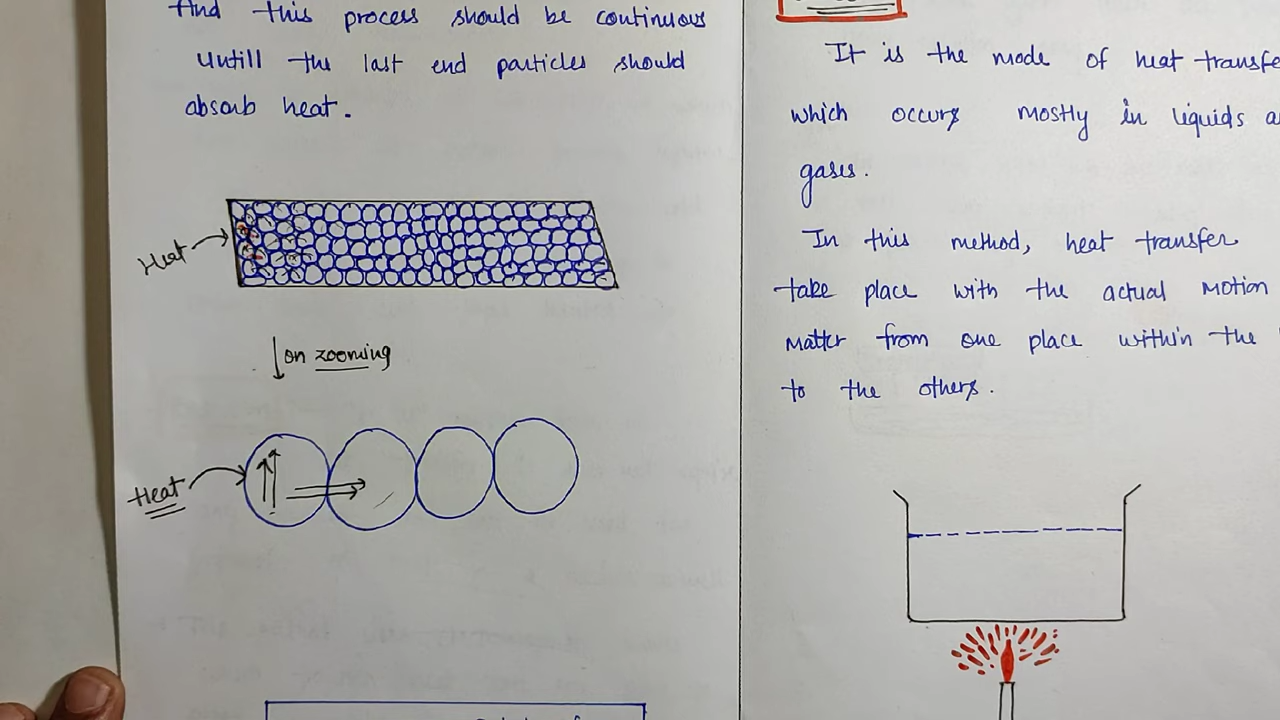 And this process should be continuous
Untill the last end particles should
absorb heat.
Heat
on zooming
Heat
It is the mode of heat
which occurs mostly in liquids
gases.
In this method, heat transfer
take place with the actual motion
matter from one place within the
to the others.